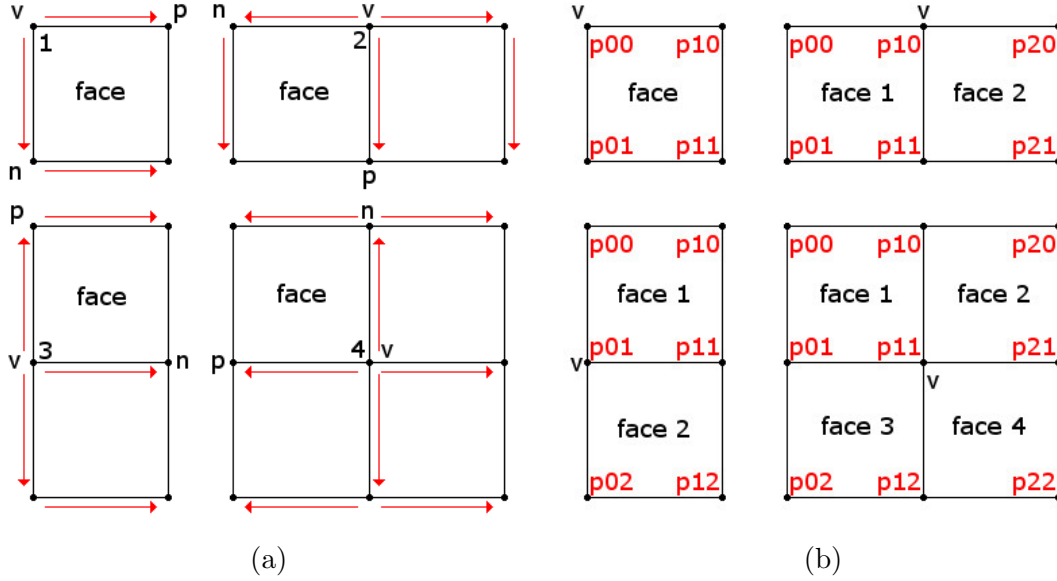 v p n v v v
1 2 p00 p10 p00 p10 p20
face face face face 1 face 2
p01 p11 p01 p11 p21
n p
p n
p00 p10 p00 p10 p20
face face face 1 face 1 face 2
v 3 n p 4 v p01 p11 p01 p11 p21
v v
face 2 face 3 face 4
p02 p12 p02 p12 p22
(a) (b)